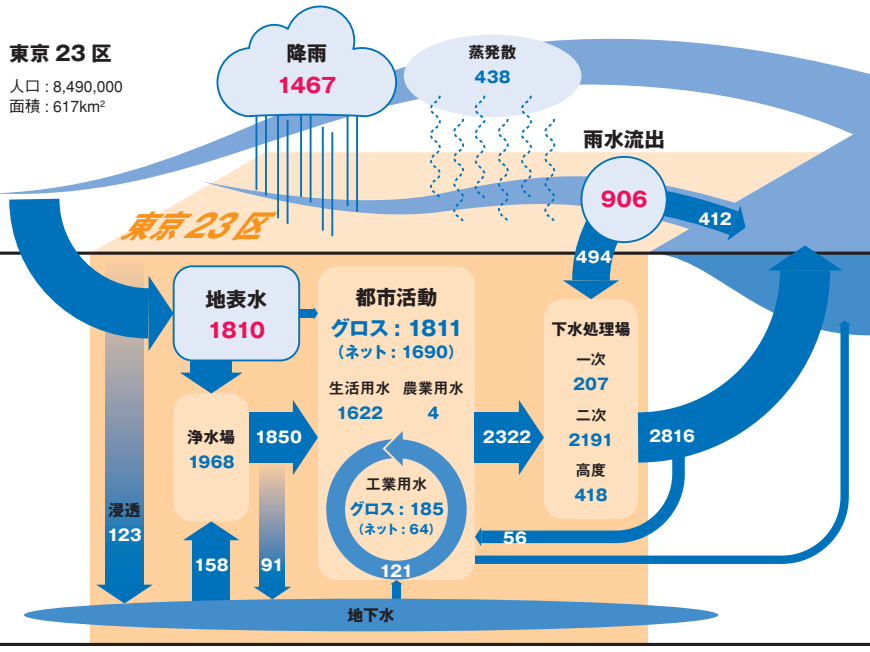 東京 23 区
人口 : 8,490,000
面積 : 617km²
降雨
1467
蒸発散
438
雨水流出
906
412
494
東京 23 区
地表水
1810
都市活動
グロス : 1811
(ネット : 1690)
生活用水 農業用水
1622 4
下水処理場
一次
207
二次
2191
高度
418
浄水場
1968
1850
2322
2816
工業用水
グロス : 185
(ネット : 64)
浸透
123
158
91
121
56
地下水